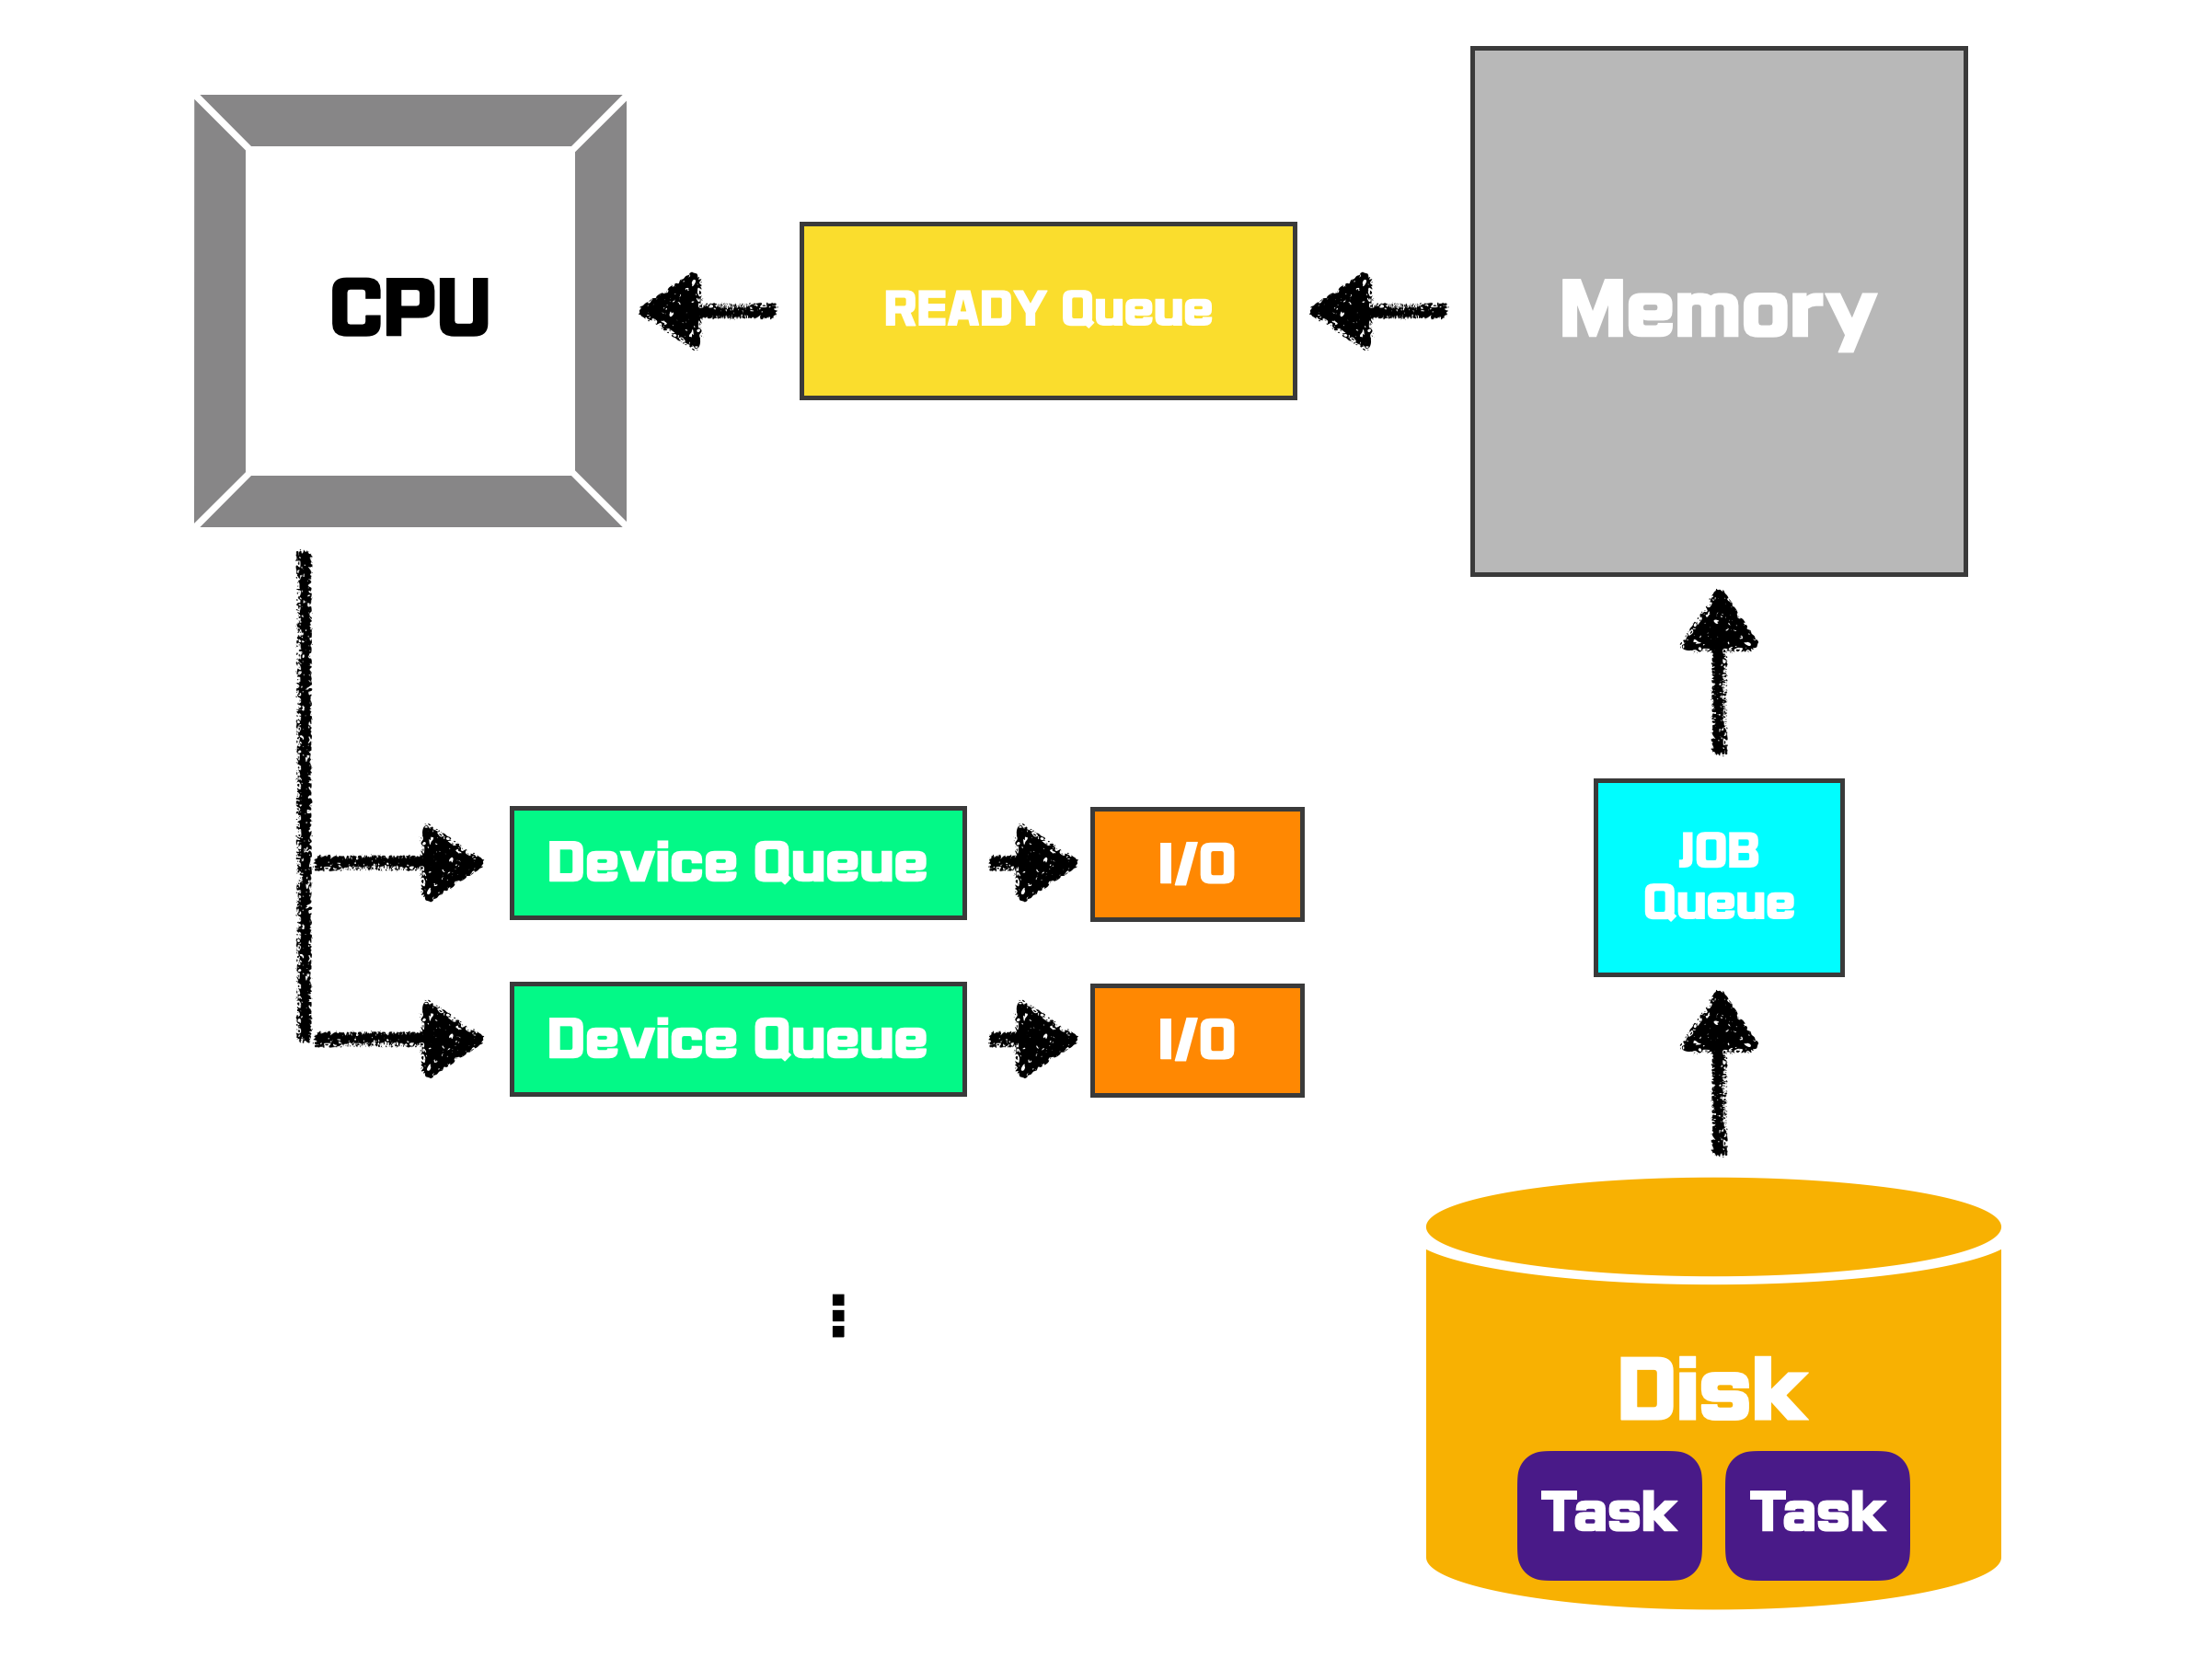 CPU
READY Queue
Memory
Device Queue
I/O
JOB
Queue
Device Queue
I/O
⋮
Disk
Task
Task